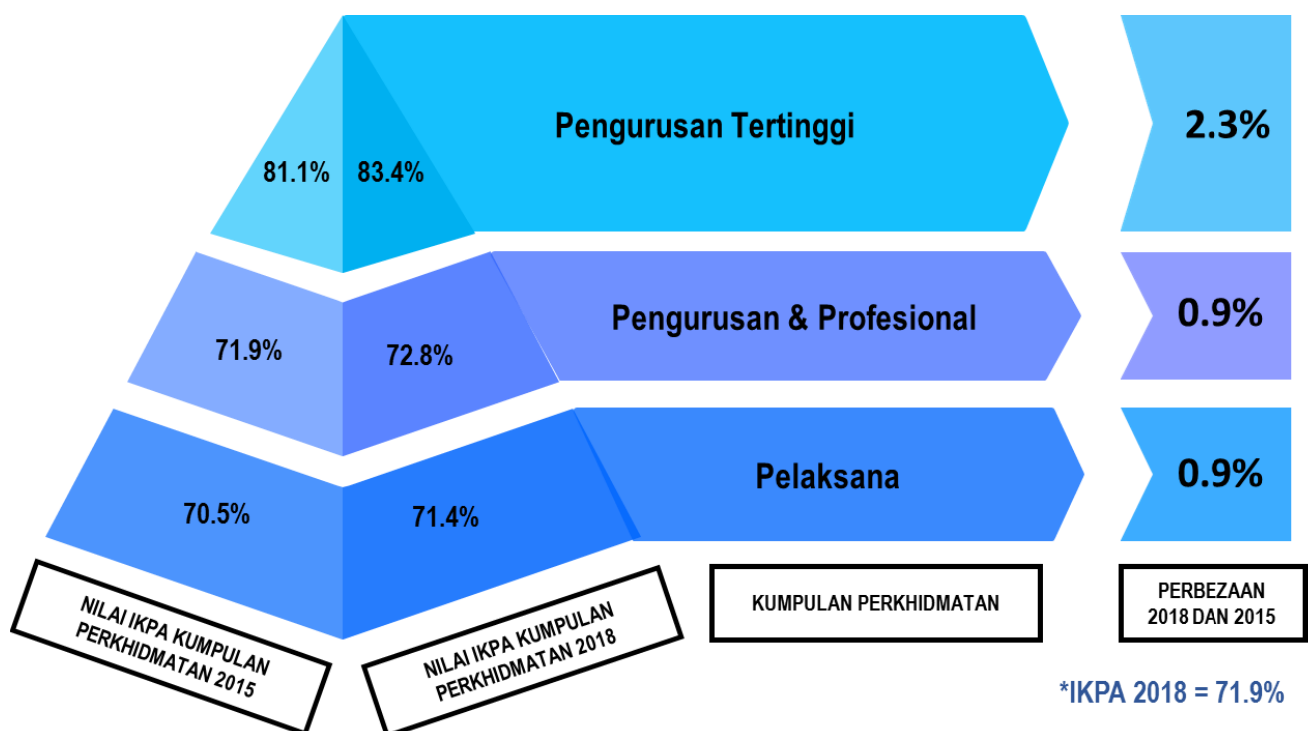 Pengurusan Tertinggi
2.3%
81.1%
83.4%
Pengurusan & Profesional
0.9%
71.9%
72.8%
Pelaksana
0.9%
70.5%
71.4%
NILAI IKPA KUMPULAN
PERKHIDMATAN 2015
NILAI IKPA KUMPULAN
PERKHIDMATAN 2018
KUMPULAN PERKHIDMATAN
PERBEZAAN
2018 DAN 2015
*IKPA 2018 = 71.9%